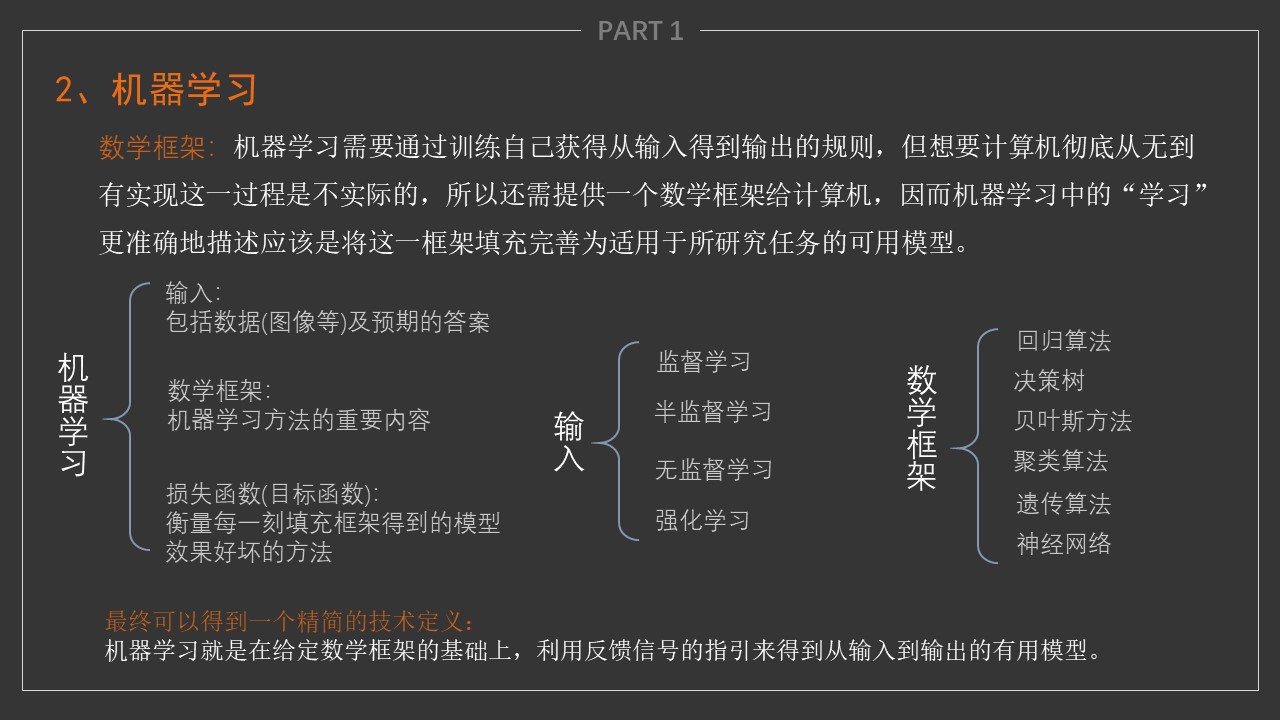 PART 1
2、机器学习
数学框架：机器学习需要通过训练自己获得从输入得到输出的规则，但想要计算机彻底从无到
有实现这一过程是不实际的，所以还需提供一个数学框架给计算机，因而机器学习中的“学习”
更准确地描述应该是将这一框架填充完善为适用于所研究任务的可用模型。
机器学习
输入：
包括数据(图像等)及预期的答案
数学框架：
机器学习方法的重要内容
损失函数(目标函数)：
衡量每一刻填充框架得到的模型
效果好坏的方法
输入
监督学习
半监督学习
无监督学习
强化学习
数学框架
回归算法
决策树
贝叶斯方法
聚类算法
遗传算法
神经网络
最终可以得到一个精简的技术定义：
机器学习就是在给定数学框架的基础上，利用反馈信号的指引来得到从输入到输出的有用模型。